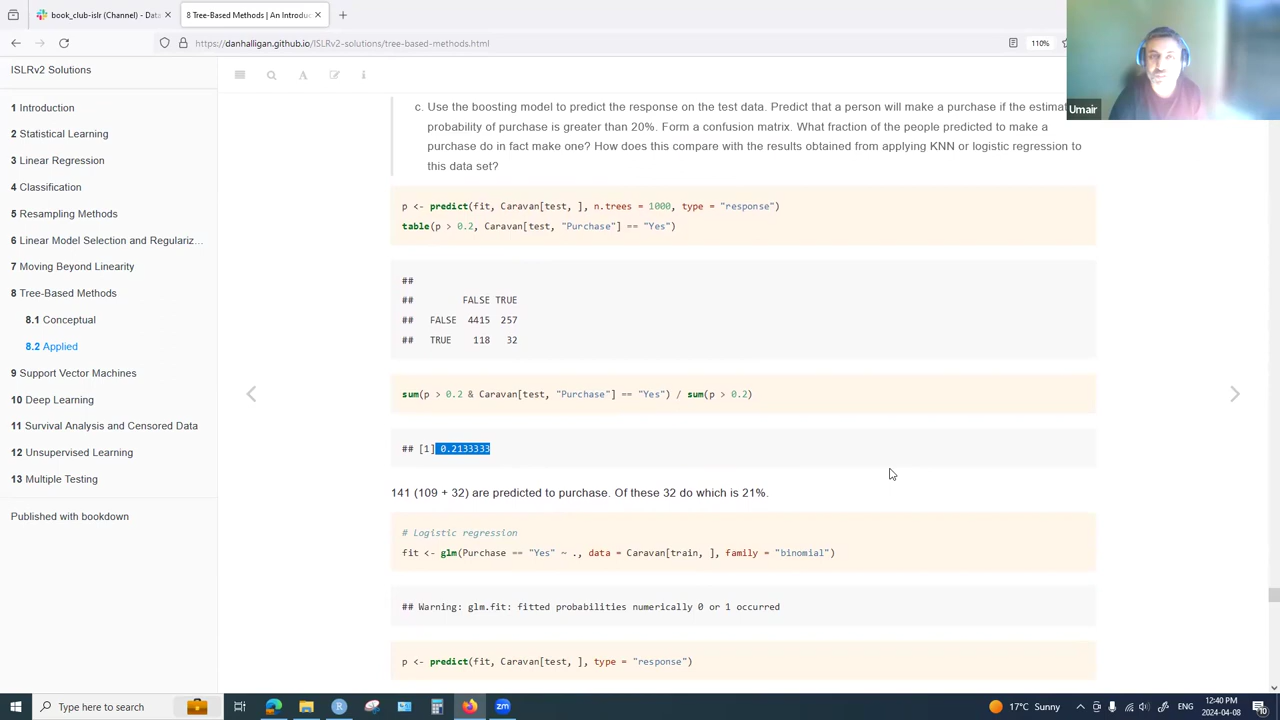 book_club-islr (Channel) - Data
8 Tree-Based Methods | An Introdu
https://danhalligan.github.io/ISLRv2-solutions/tree-based-methods.html
110%
Umair
ISLRv2 Solutions
1 Introduction
2 Statistical Learning
3 Linear Regression
4 Classification
5 Resampling Methods
6 Linear Model Selection and Regulariz...
7 Moving Beyond Linearity
8 Tree-Based Methods
8.1 Conceptual
8.2 Applied
9 Support Vector Machines
10 Deep Learning
11 Survival Analysis and Censored Data
12 Unsupervised Learning
13 Multiple Testing
Published with bookdown
c. Use the boosting model to predict the response on the test data. Predict that a person will make a purchase if the estimat
probability of purchase is greater than 20%. Form a confusion matrix. What fraction of the people predicted to make a
purchase do in fact make one? How does this compare with the results obtained from applying KNN or logistic regression to
this data set?
p <- predict(fit, Caravan[test, ], n.trees = 1000, type = "response")
table(p > 0.2, Caravan[test, "Purchase"] == "Yes")
##
## FALSE TRUE
## FALSE 4415 257
## TRUE 118 32
sum(p > 0.2 & Caravan[test, "Purchase"] == "Yes") / sum(p > 0.2)
## [1] 0.2133333
141 (109 + 32) are predicted to purchase. Of these 32 do which is 21%.
# Logistic regression
fit <- glm(Purchase == "Yes" ~ ., data = Caravan[train, ], family = "binomial")
## Warning: glm.fit: fitted probabilities numerically 0 or 1 occurred
p <- predict(fit, Caravan[test, ], type = "response")
Type here to search
17°C Sunny
12:40 PM
2024-04-08